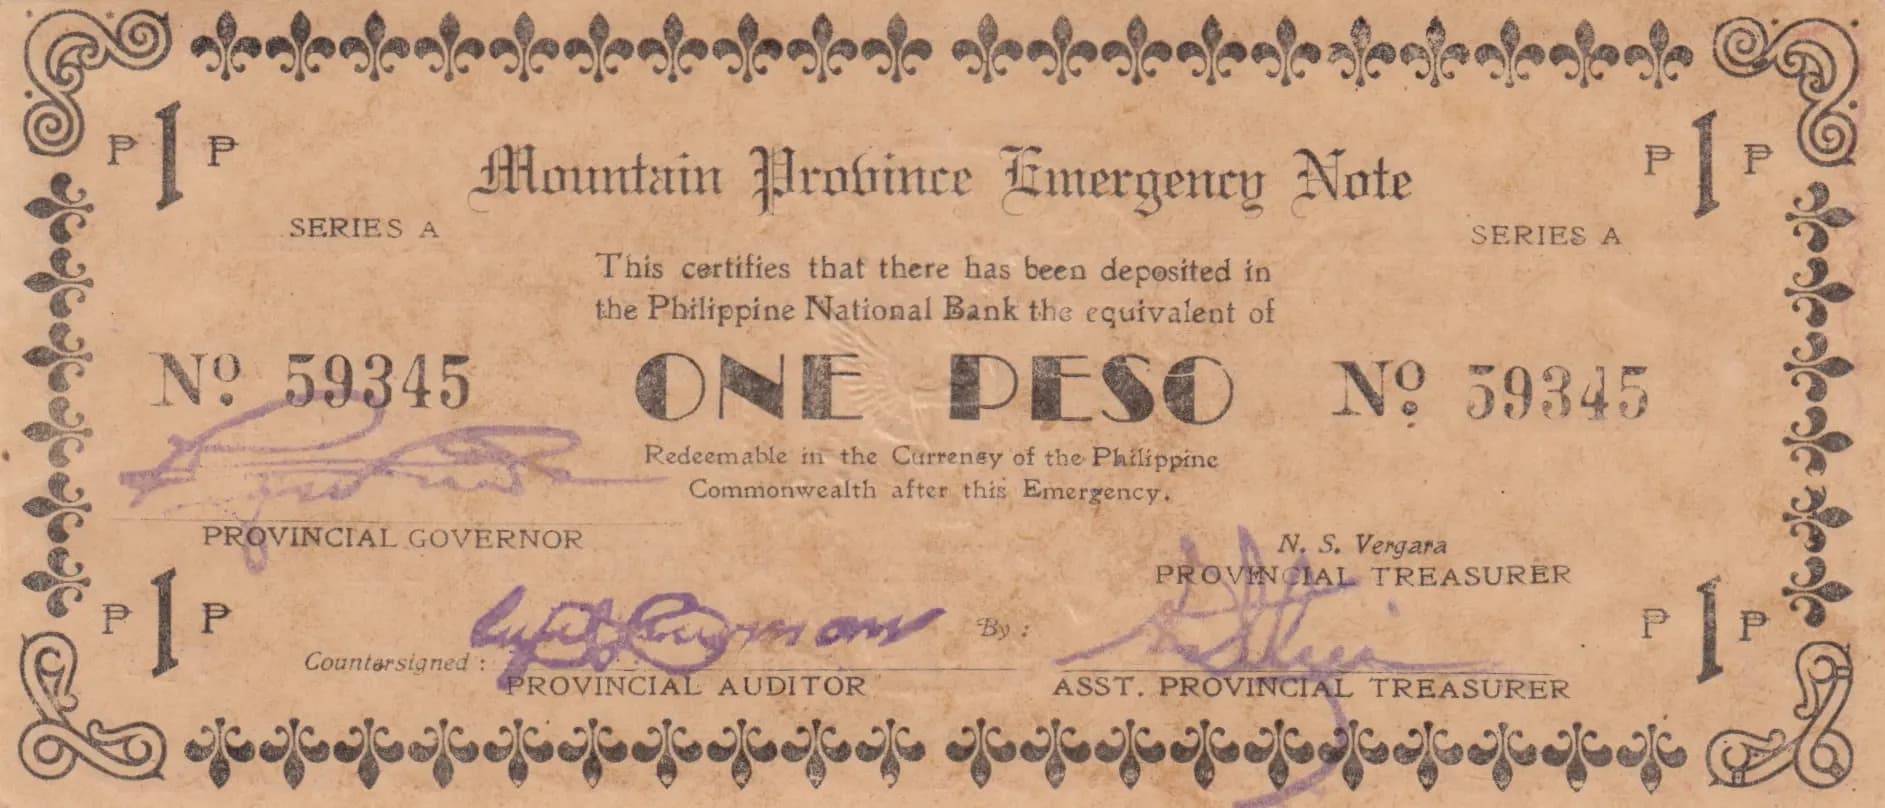 ₱ 1 ₱
₱ 1 ₱
Mountain Province Emergency Note
SERIES A
SERIES A
This certifies that there has been deposited in
the Philippine National Bank the equivalent of
Nº 59345
ONE PESO
Nº 59345
Redeemable in the Currensy of the Philippine
Commonwealth after this Emergency.
PROVINCIAL GOVERNOR
N. S. Vergara
PROVINCIAL TREASURER
₱ 1 ₱
₱ 1 ₱
By :
Countersigned :
PROVINCIAL AUDITOR
ASST. PROVINCIAL TREASURER